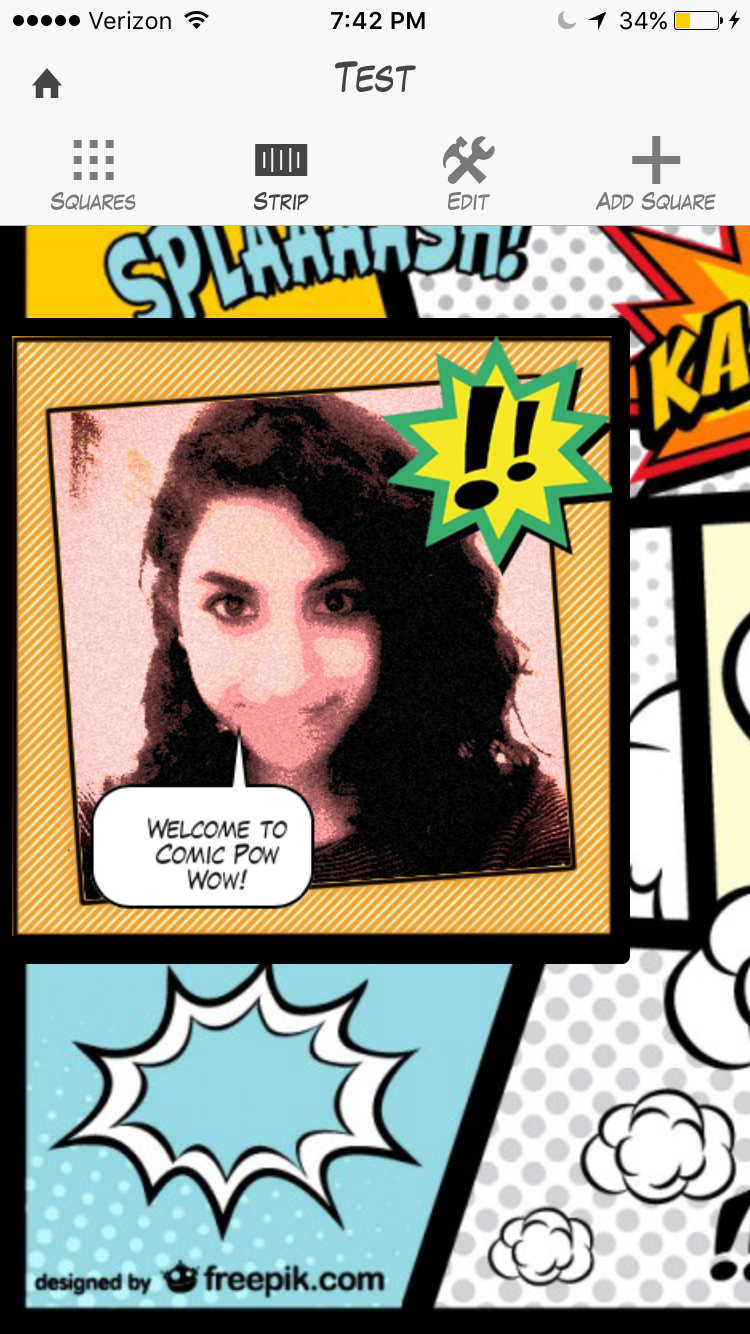 Verizon 7:42 PM 34%
TEST
SQUARES STRIP EDIT ADD SQUARE
SPLAAAASH!
KA
!!
WELCOME TO
COMIC POW
WOW!
!!
designed by freepik.com